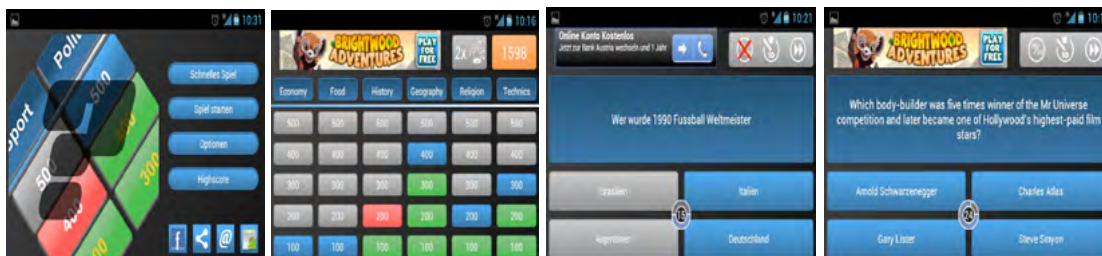 10:31
Polit
500
port
500
400
300
Schnelles Spiel
Spiel starten
Optionen
Highscore
f
@
10:16
BRIGHTWOOD
ADVENTURES
PLAY
FOR
FREE
2x
1598
Economy Food History Geography Religion Technics
500 500 500 500 500 500
400 400 400 400 400 400
300 300 300 300 300 300
200 200 200 200 200 200
100 100 100 100 100 100
10:21
Online Konto Kostenlos
Jetzt zur Bank Austria wechseln und 1 Jahr
Wer wurde 1990 Fussball Weltmeister
Brasilien Italien
15
Argentinien Deutschland
10:1
BRIGHTWOOD
ADVENTURES
PLAY
FOR
FREE
Which body-builder was five times winner of the Mr Universe
competition and later became one of Hollywood's highest-paid film
stars?
Arnold Schwarzenegger Charles Atlas
24
Gary Lister Steve Sinyon